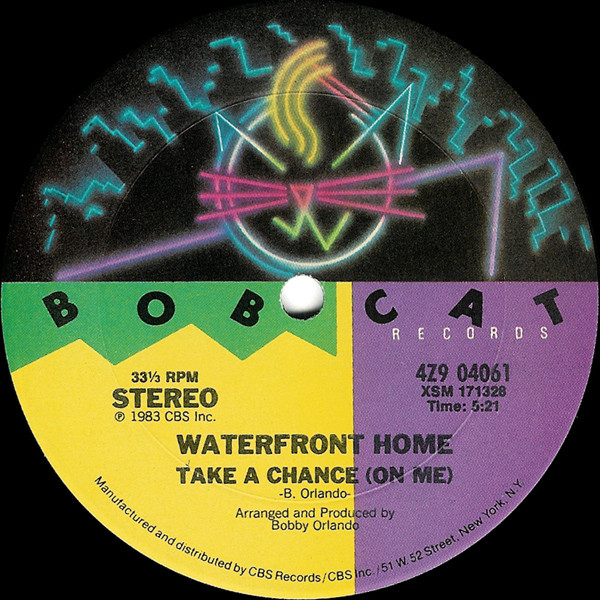 BOBCAT
RECORDS
33⅓ RPM
STEREO
℗ 1983 CBS Inc.
4Z9 04061
XSM 171326
Time: 5:21
WATERFRONT HOME
TAKE A CHANCE (ON ME)
-B. Orlando-
Arranged and Produced by
Bobby Orlando
Manufactured and distributed by CBS Records/CBS Inc./51 W. 52 Street, New York, N.Y.